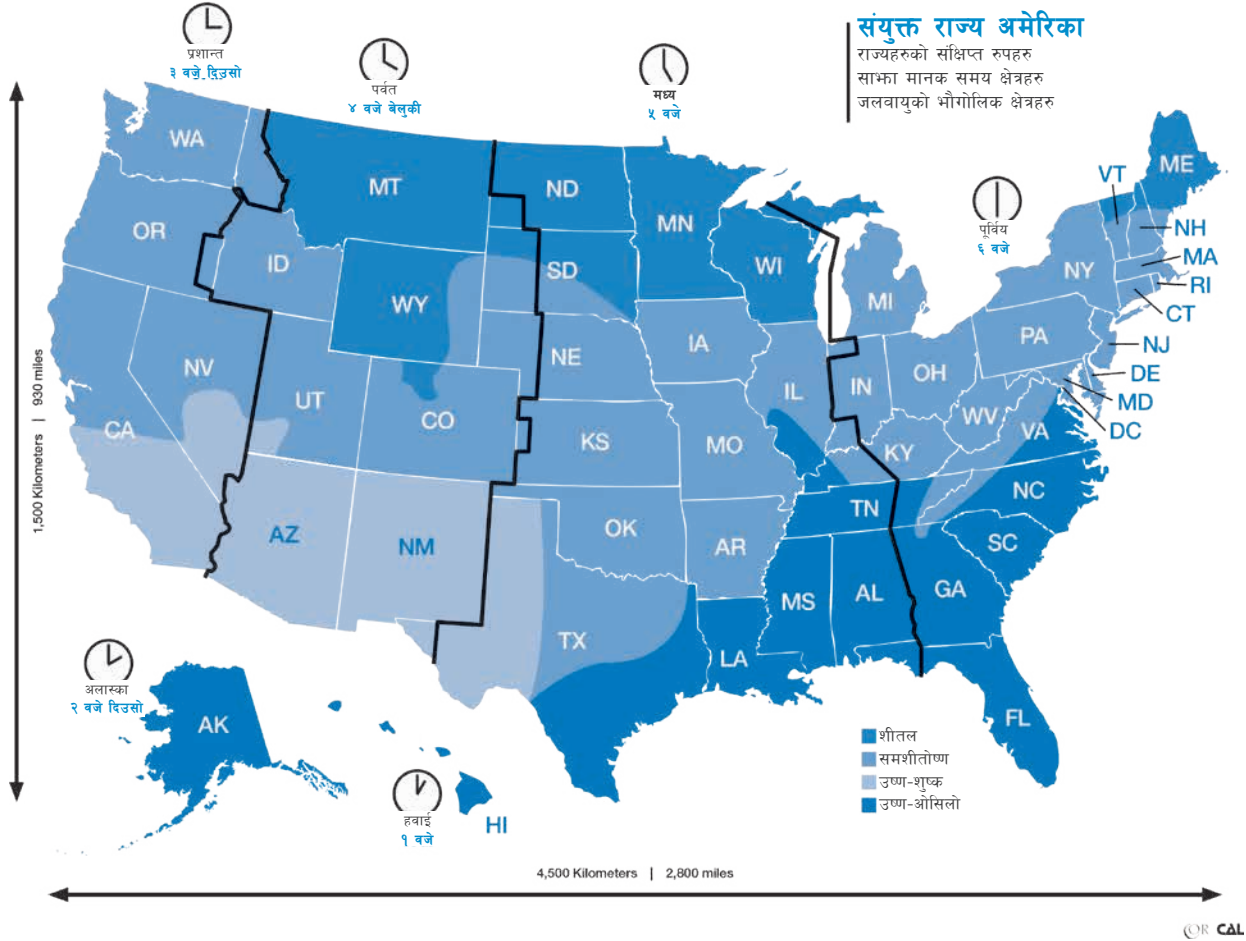 संयुक्त राज्य अमेरिका
राज्यहरुको संक्षिप्त रुपहरु
साझा मानक समय क्षेत्रहरु
जलवायुको भौगोलिक क्षेत्रहरु
प्रशान्त
३ बजे दिउसो
पर्वत
४ बजे बेलुकी
मध्य
५ बजे
पूर्विय
६ बजे
WA
MT
ND
MN
VT
ME
OR
ID
WY
SD
WI
MI
NY
NH
MA
RI
CT
NV
UT
CO
NE
IA
IL
IN
OH
PA
NJ
DE
MD
DC
CA
KS
MO
KY
WV
VA
AZ
NM
OK
AR
TN
NC
SC
TX
LA
MS
AL
GA
FL
1,500 Kilometers | 930 miles
अलास्का
२ बजे दिउसो
AK
हवाई
१ बजे
HI
शीतल
समशीतोष्ण
उष्ण-शुष्क
उष्ण-ओसिलो
4,500 Kilometers | 2,800 miles
COR CAL